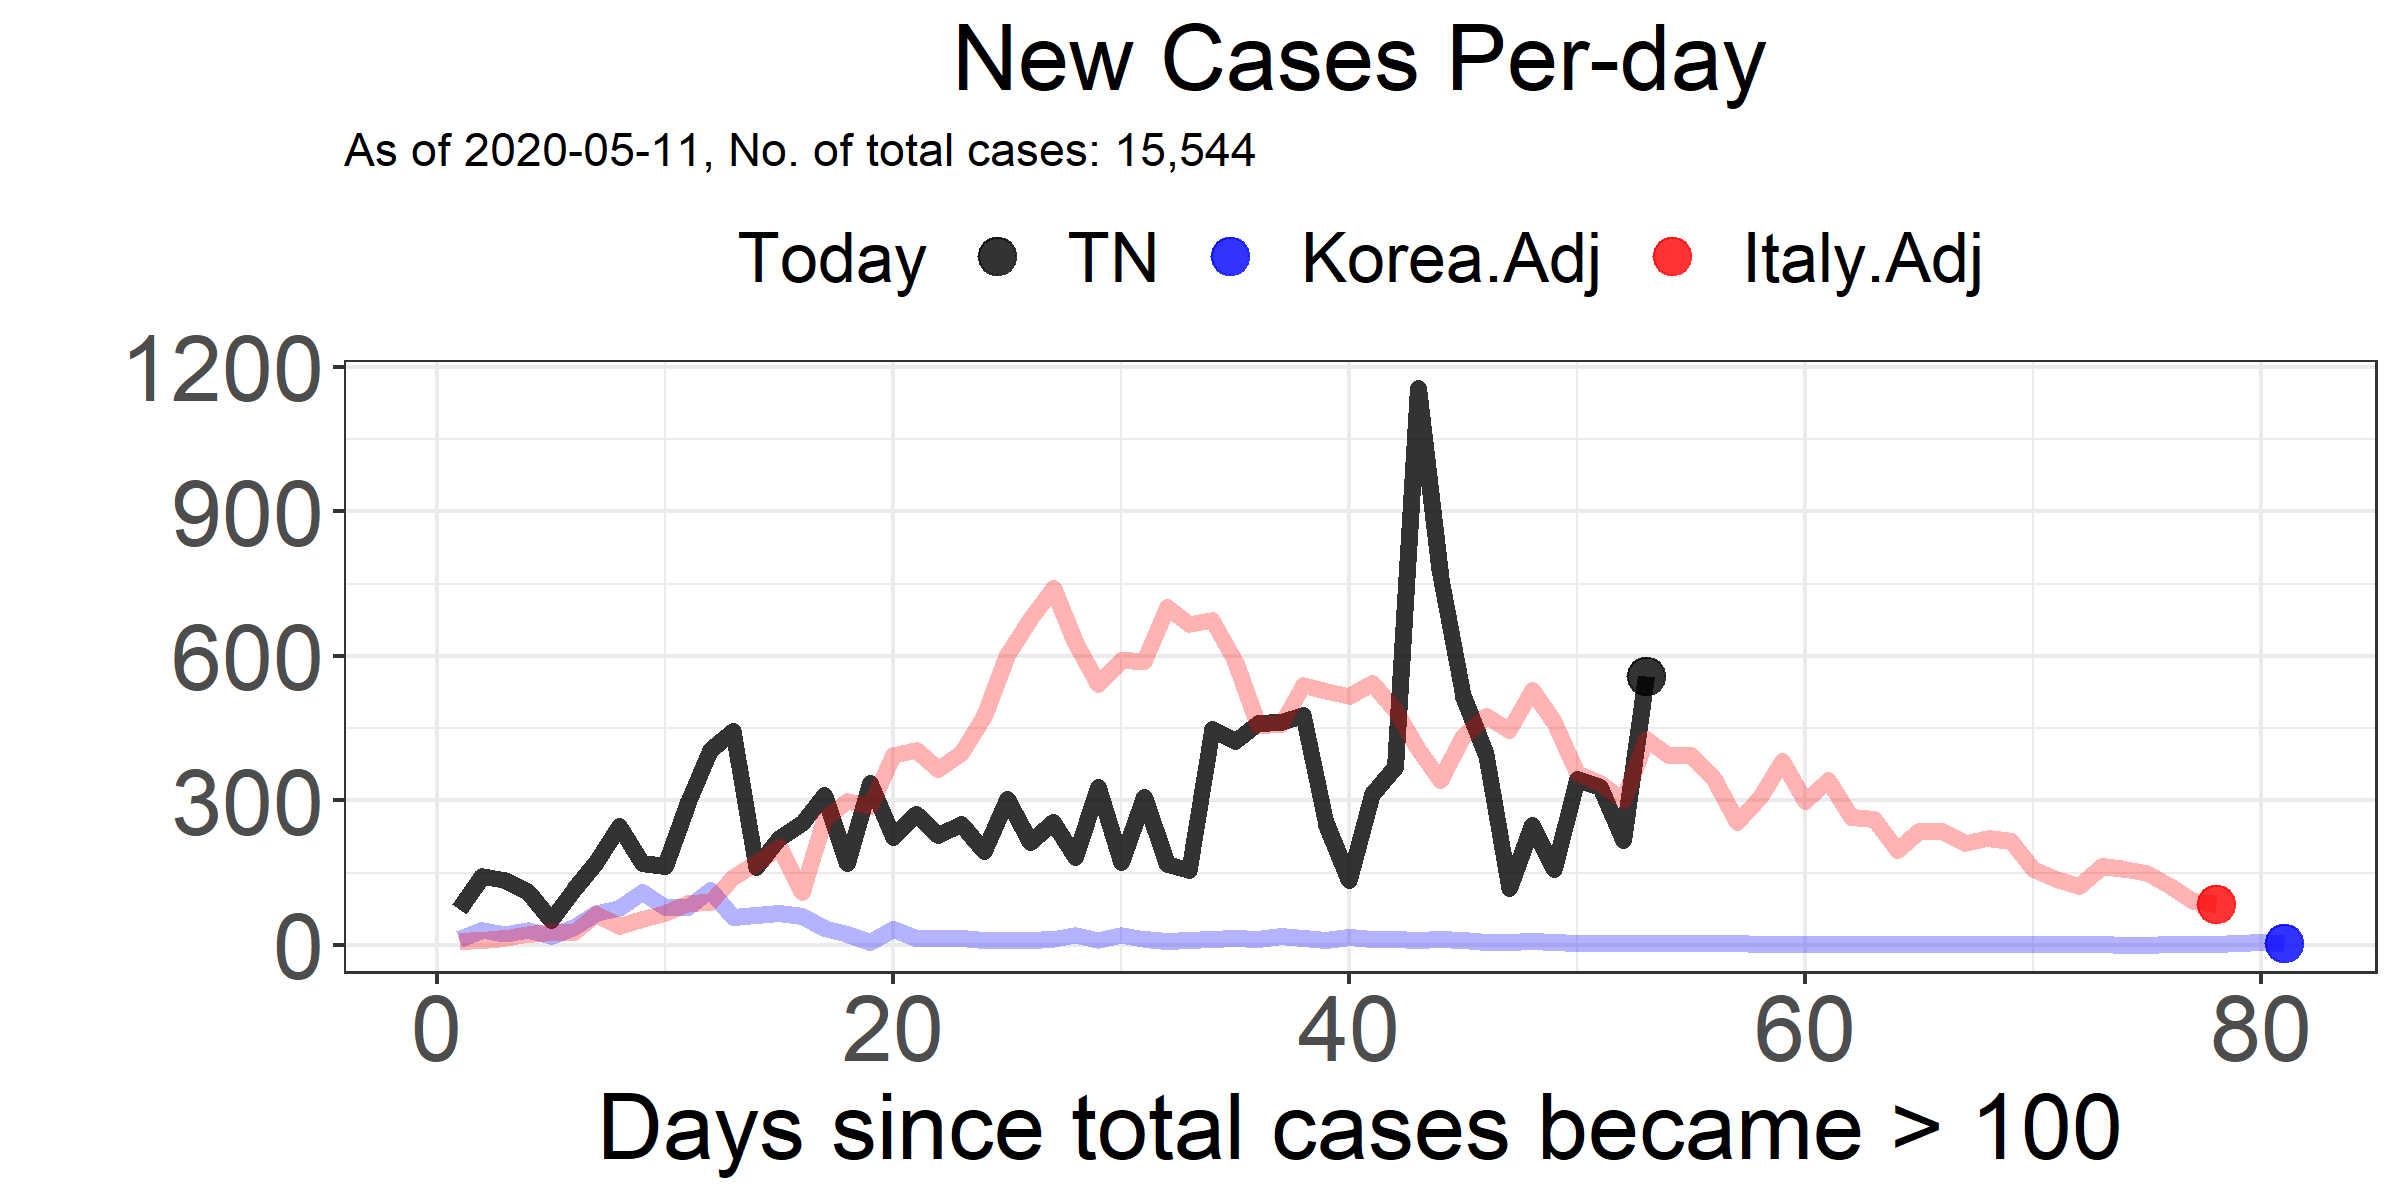 New Cases Per-day
As of 2020-05-11, No. of total cases: 15,544
Today TN Korea.Adj Italy.Adj
1200
900
600
300
0
0 20 40 60 80
Days since total cases became > 100